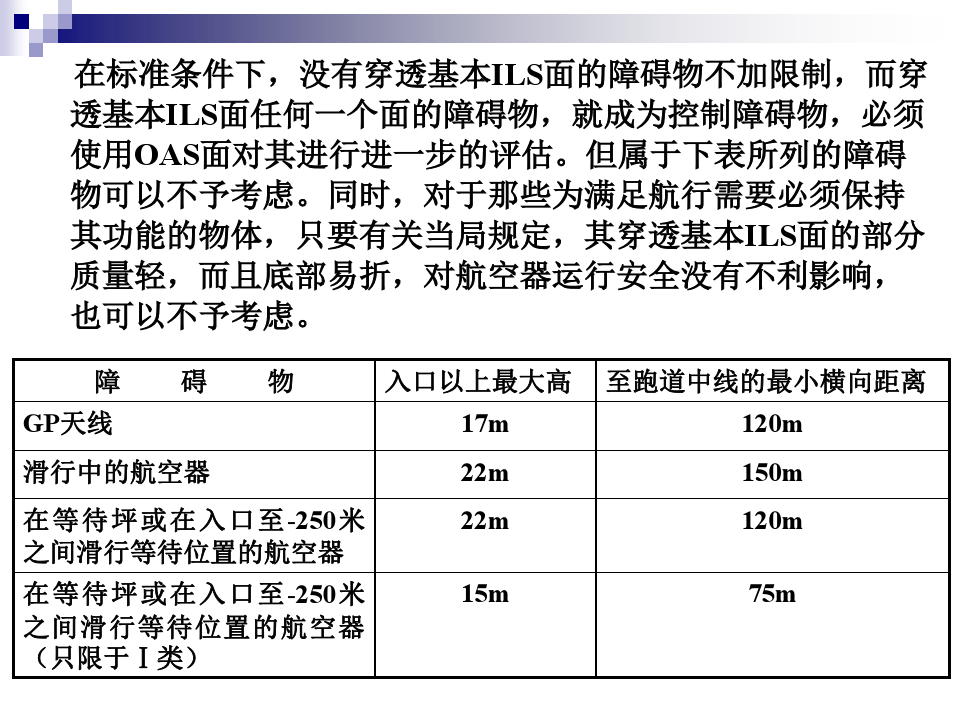 在标准条件下，没有穿透基本ILS面的障碍物不加限制，而穿
透基本ILS面任何一个面的障碍物，就成为控制障碍物，必须
使用OAS面对其进行进一步的评估。但属于下表所列的障碍
物可以不予考虑。同时，对于那些为满足航行需要必须保持
其功能的物体，只要有关当局规定，其穿透基本ILS面的部分
质量轻，而且底部易折，对航空器运行安全没有不利影响，
也可以不予考虑。
障 碍 物 入口以上最大高 至跑道中线的最小横向距离
GP天线 17m 120m
滑行中的航空器 22m 150m
在等待坪或在入口至-250米 22m 120m
之间滑行等待位置的航空器
在等待坪或在入口至-250米 15m 75m
之间滑行等待位置的航空器
（只限于Ⅰ类）